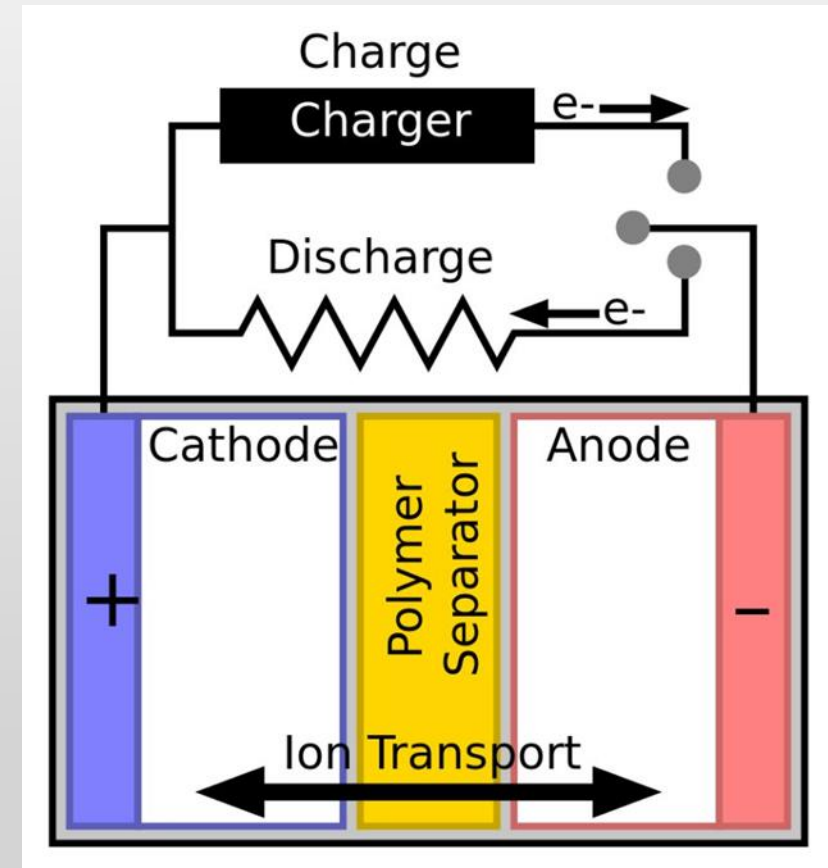 Charge
Charger
e-
Discharge
e-
Cathode
Polymer
Separator
Anode
+
–
Ion Transport